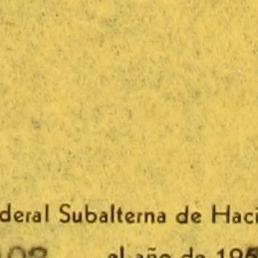 deral Subalterna de Haci
el año de 195